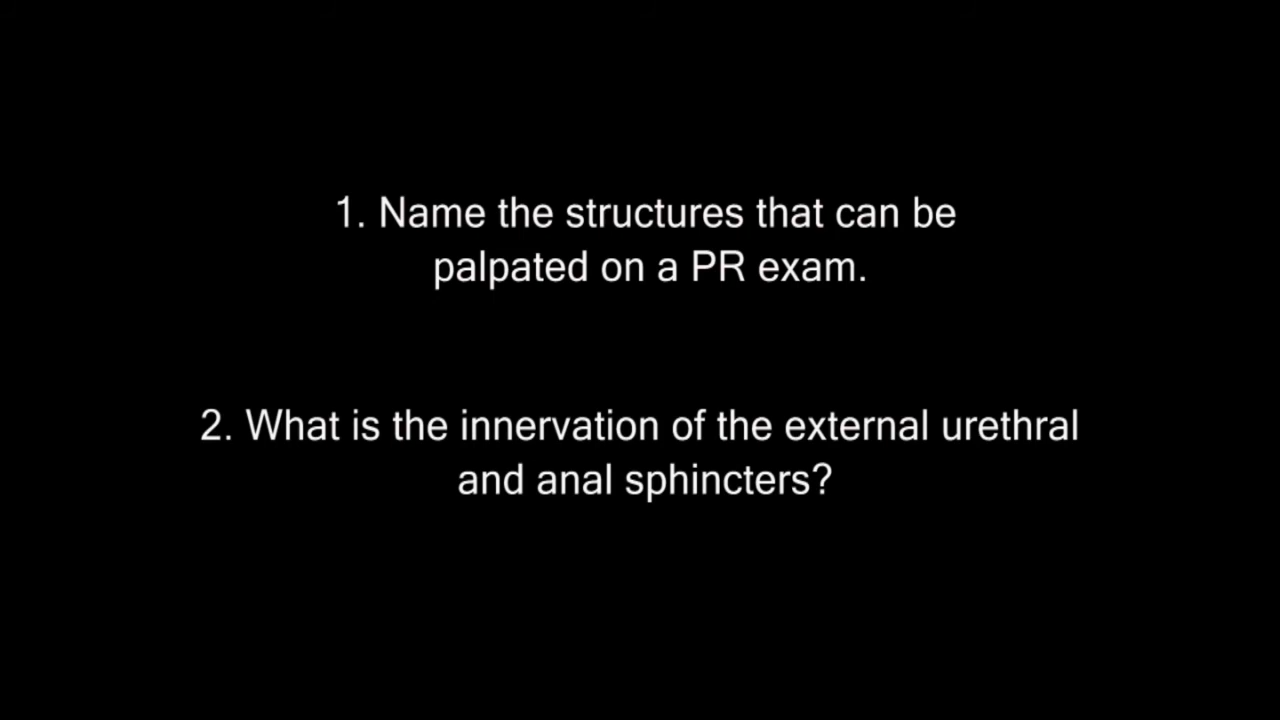 1. Name the structures that can be
palpated on a PR exam.
2. What is the innervation of the external urethral
and anal sphincters?